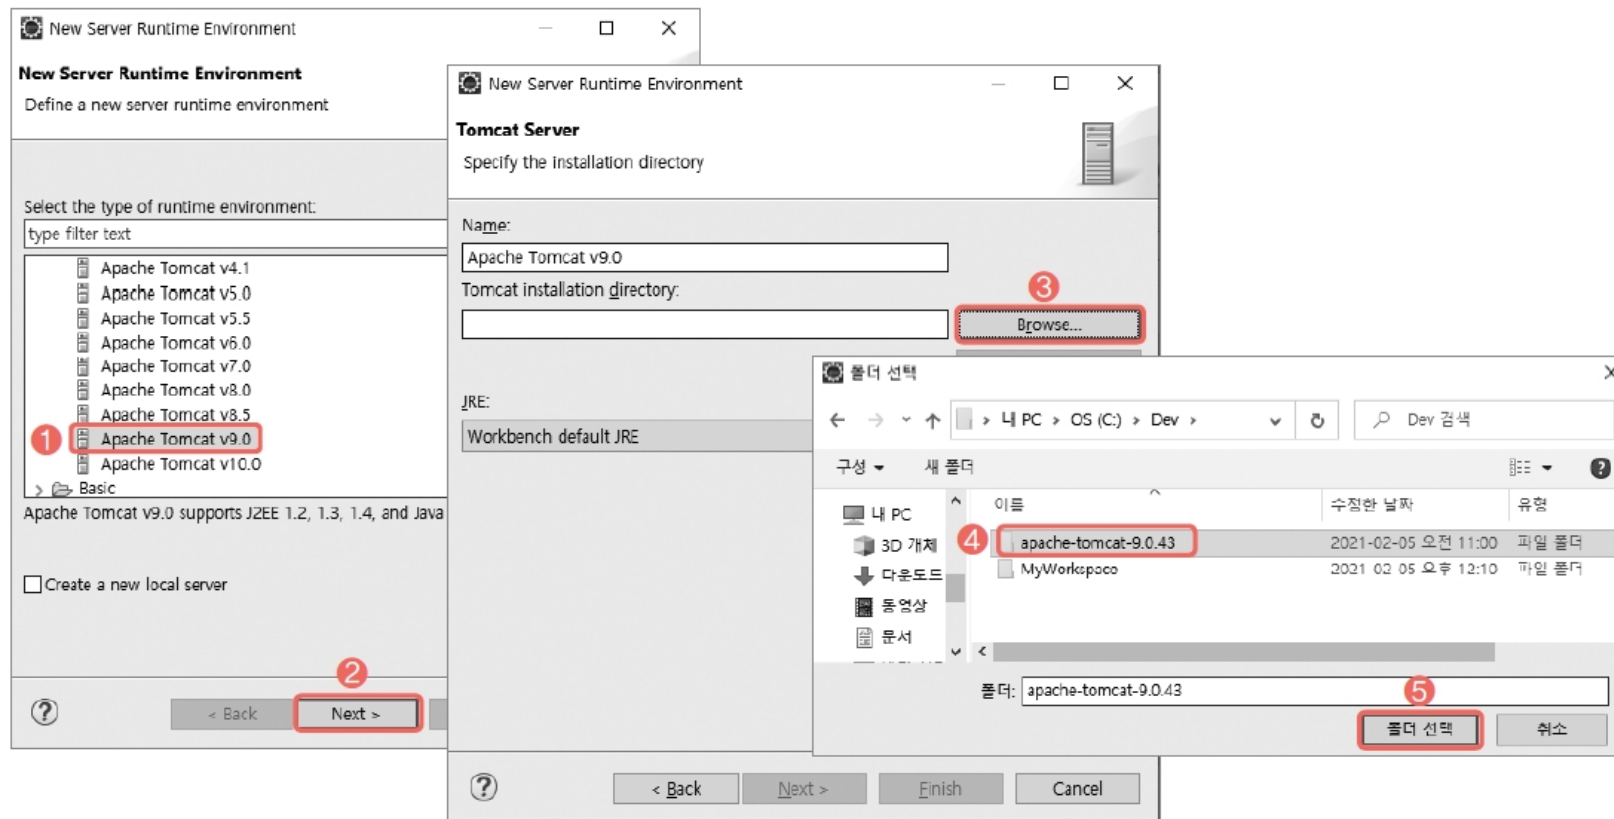 New Server Runtime Environment
New Server Runtime Environment
Define a new server runtime environment
Select the type of runtime environment:
type filter text
Apache Tomcat v4.1
Apache Tomcat v5.0
Apache Tomcat v5.5
Apache Tomcat v6.0
Apache Tomcat v7.0
Apache Tomcat v8.0
Apache Tomcat v8.5
1 Apache Tomcat v9.0
Apache Tomcat v10.0
Basic
Apache Tomcat v9.0 supports J2EE 1.2, 1.3, 1.4, and Java
Create a new local server
2
? < Back Next >
New Server Runtime Environment
Tomcat Server
Specify the installation directory
Name:
Apache Tomcat v9.0
Tomcat installation directory:
3
Browse...
JRE:
Workbench default JRE
? < Back Next > Finish Cancel
폴더 선택
내 PC > OS (C:) > Dev > Dev 검색
구성 새 폴더 ?
이름 수정한 날짜 유형
내 PC
3D 개체
다운로드
동영상
문서
4 apache-tomcat-9.0.43 2021-02-05 오전 11:00 파일 폴더
MyWorkspace 2021-02-05 오후 12:10 파일 폴더
폴더: apache-tomcat-9.0.43
5
폴더 선택 취소